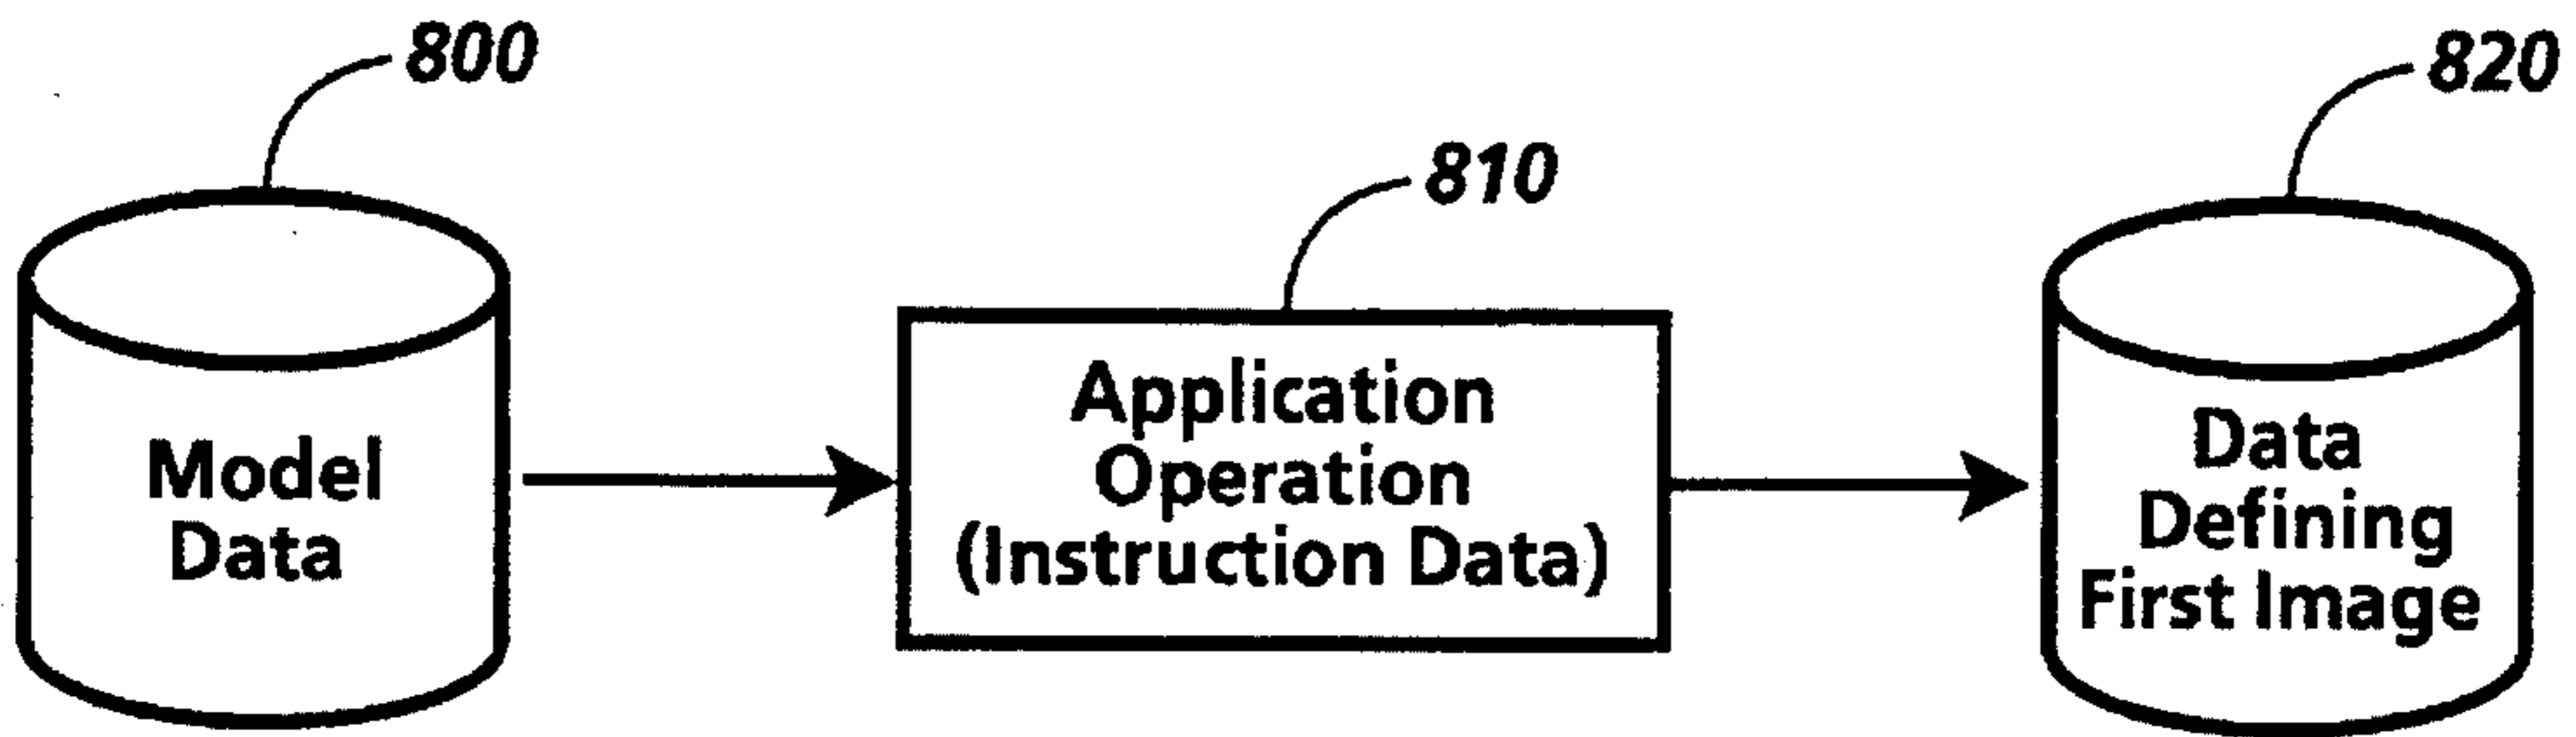 800
820
810
Model
Data
Application
Operation
(Instruction Data)
Data
Defining
First Image